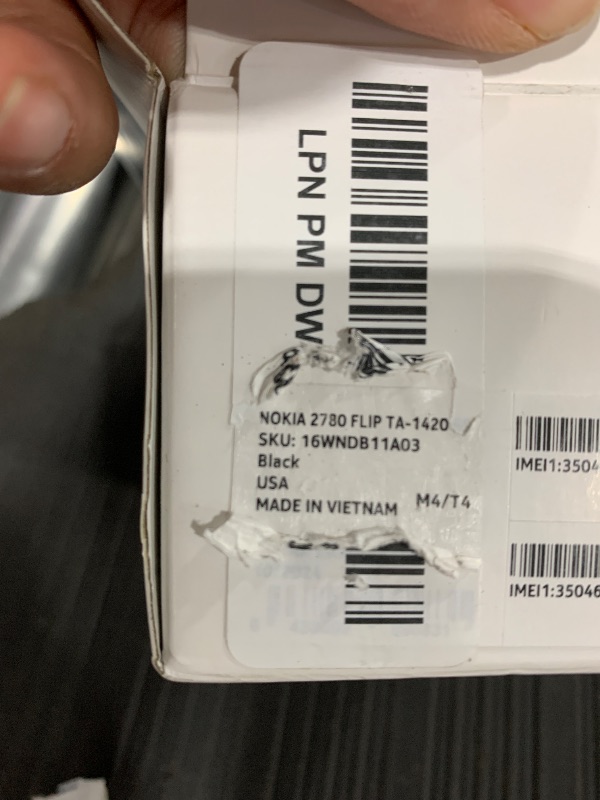 LPN PM DW
NOKIA 2780 FLIP TA-1420
SKU: 16WNDB11A03
Black
USA
MADE IN VIETNAM M4/T4
IMEI1:3504
IMEI1:35046